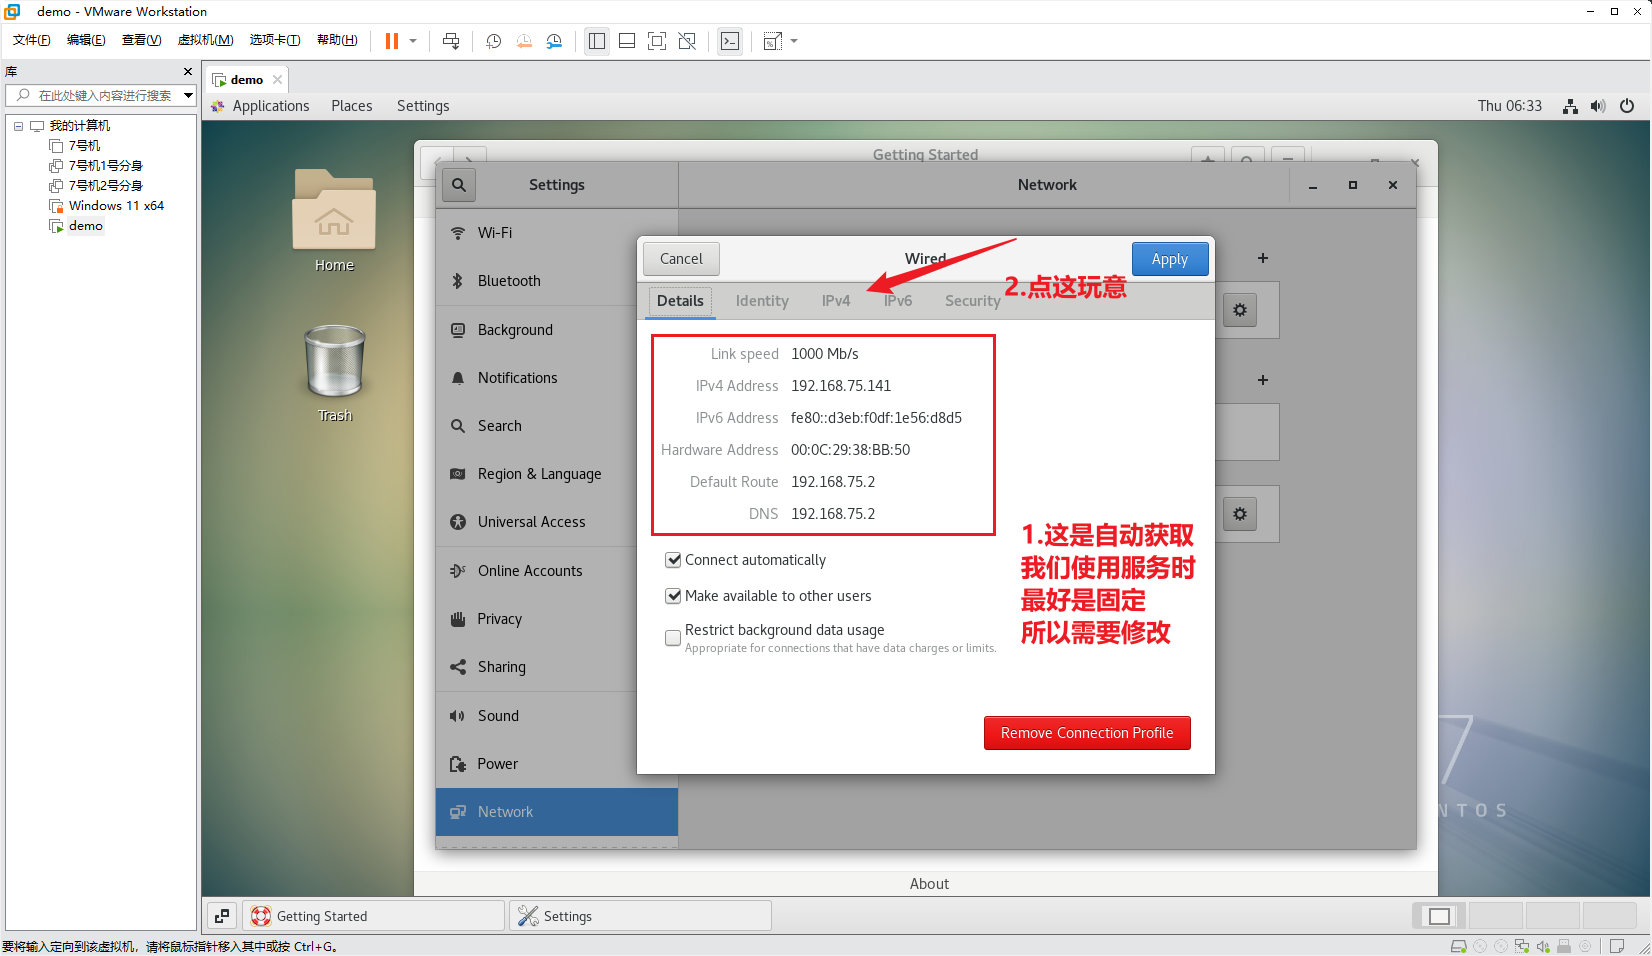 demo - VMware Workstation
文件(F) 编辑(E) 查看(V) 虚拟机(M) 选项卡(T) 帮助(H)
库
在此处键入内容进行搜索
我的计算机
7号机
7号机1号分身
7号机2号分身
Windows 11 x64
demo
demo
Applications Places Settings
Thu 06:33
Home
Trash
Getting Started
Settings
Network
Wi-Fi
Bluetooth
Background
Notifications
Search
Region & Language
Universal Access
Online Accounts
Privacy
Sharing
Sound
Power
Network
Cancel
Wired
Apply
Details Identity IPv4 IPv6 Security
2.点这玩意
Link speed 1000 Mb/s
IPv4 Address 192.168.75.141
IPv6 Address fe80::d3eb:f0df:1e56:d8d5
Hardware Address 00:0C:29:38:BB:50
Default Route 192.168.75.2
DNS 192.168.75.2
1.这是自动获取
我们使用服务时
最好是固定
所以需要修改
Connect automatically
Make available to other users
Restrict background data usage
Appropriate for connections that have data charges or limits.
Remove Connection Profile
7
NTOS
About
Getting Started
Settings
要将输入定向到该虚拟机，请将鼠标指针移入其中或按 Ctrl+G。